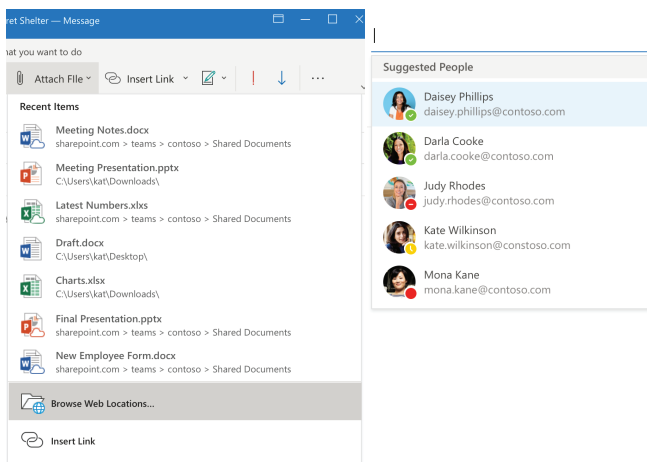 ret Shelter — Message
hat you want to do
Attach FIle
Insert Link
...
Recent Items
Meeting Notes.docx
sharepoint.com > teams > contoso > Shared Documents
Meeting Presentation.pptx
C:\Users\kat\Downloads\
Latest Numbers.xlxs
sharepoint.com > teams > contoso > Shared Documents
Draft.docx
C:\Users\kat\Desktop\
Charts.xlsx
C:\Users\kat\Downloads\
Final Presentation.pptx
sharepoint.com > teams > contoso > Shared Documents
New Employee Form.docx
sharepoint.com > teams > contoso > Shared Documents
Browse Web Locations...
Insert Link
Suggested People
Daisey Phillips
daisey.phillips@contoso.com
Darla Cooke
darla.cooke@contoso.com
Judy Rhodes
judy.rhodes@contoso.com
Kate Wilkinson
kate.wilkinson@constoso.com
Mona Kane
mona.kane@contoso.com